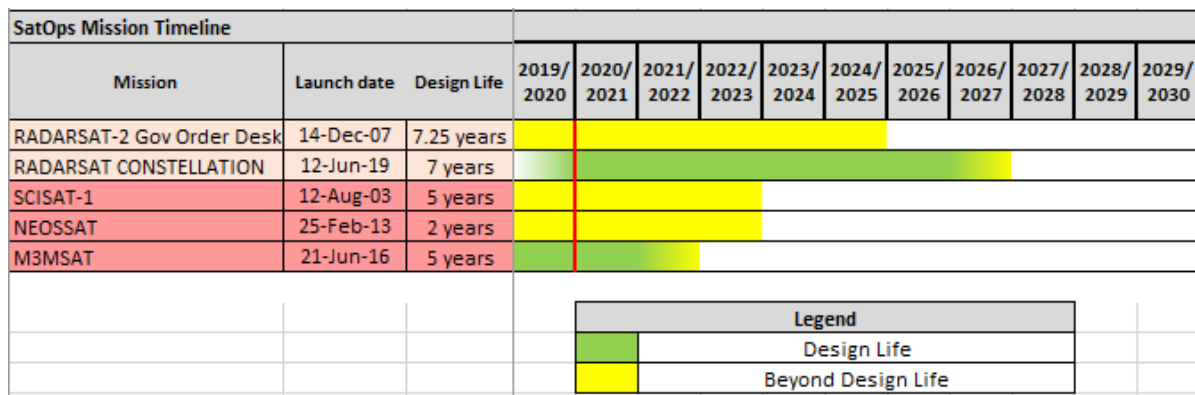 SatOps Mission Timeline
Mission Launch date Design Life 2019/ 2020/ 2021/ 2022/ 2023/ 2024/ 2025/ 2026/ 2027/ 2028/ 2029/
2020 2021 2022 2023 2024 2025 2026 2027 2028 2029 2030
RADARSAT-2 Gov Order Desk 14-Dec-07 7.25 years
RADARSAT CONSTELLATION 12-Jun-19 7 years
SCISAT-1 12-Aug-03 5 years
NEOSSAT 25-Feb-13 2 years
M3MSAT 21-Jun-16 5 years
Legend
Design Life
Beyond Design Life